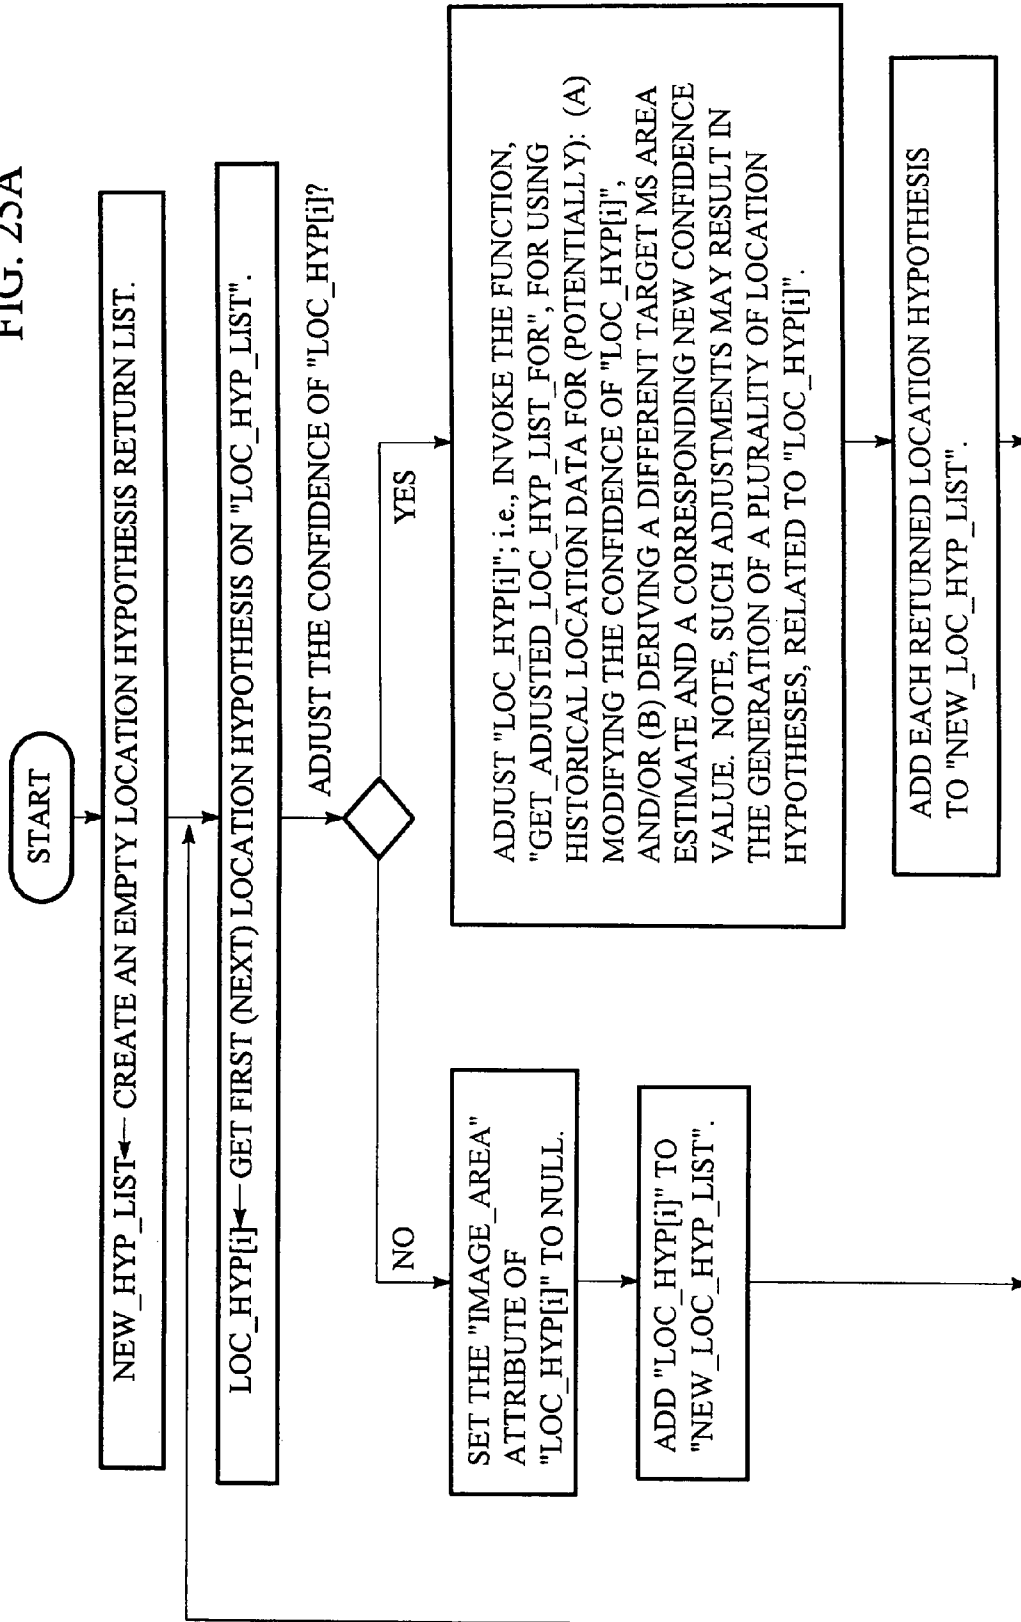 FIG. 25A
START
NEW_HYP_LIST← CREATE AN EMPTY LOCATION HYPOTHESIS RETURN LIST.
LOC_HYP[i]← GET FIRST (NEXT) LOCATION HYPOTHESIS ON "LOC_HYP_LIST".
ADJUST THE CONFIDENCE OF "LOC_HYP[i]?
NO
YES
SET THE "IMAGE_AREA"
ATTRIBUTE OF
"LOC_HYP[i]" TO NULL.
ADD "LOC_HYP[i]" TO
"NEW_LOC_HYP_LIST".
ADJUST "LOC_HYP[i]"; i.e., INVOKE THE FUNCTION,
"GET_ADJUSTED_LOC_HYP_LIST_FOR", FOR USING
HISTORICAL LOCATION DATA FOR (POTENTIALLY): (A)
MODIFYING THE CONFIDENCE OF "LOC_HYP[i]",
AND/OR (B) DERIVING A DIFFERENT TARGET MS AREA
ESTIMATE AND A CORRESPONDING NEW CONFIDENCE
VALUE. NOTE, SUCH ADJUSTMENTS MAY RESULT IN
THE GENERATION OF A PLURALITY OF LOCATION
HYPOTHESES, RELATED TO "LOC_HYP[i]".
ADD EACH RETURNED LOCATION HYPOTHESIS
TO "NEW_LOC_HYP_LIST".